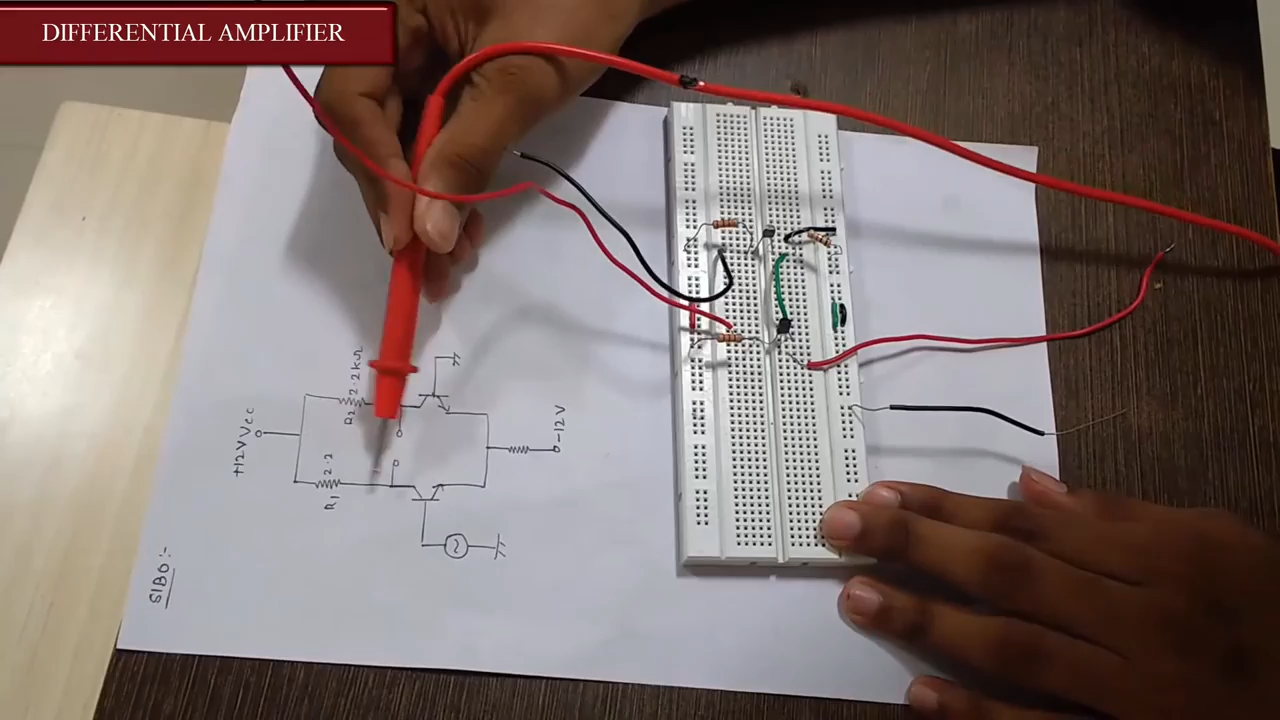 DIFFERENTIAL AMPLIFIER
SIBO :-
+12V Vcc
R1 2.2
R2 2.2kΩ
-12V